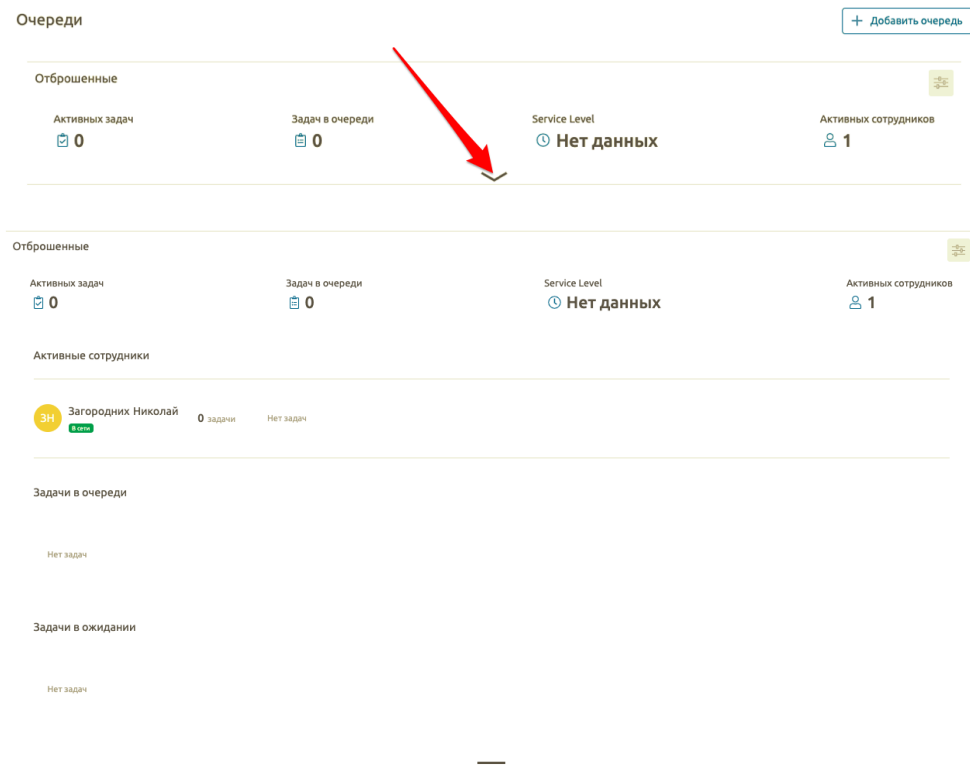 Очереди
+ Добавить очередь
Отброшенные
Активных задач
Задач в очереди
Service Level
Активных сотрудников
0
0
Нет данных
1
Отброшенные
Активных задач
Задач в очереди
Service Level
Активных сотрудников
0
0
Нет данных
1
Активные сотрудники
ЗН
Загородних Николай
В сети
0 задачи
Нет задач
Задачи в очереди
Нет задач
Задачи в ожидании
Нет задач